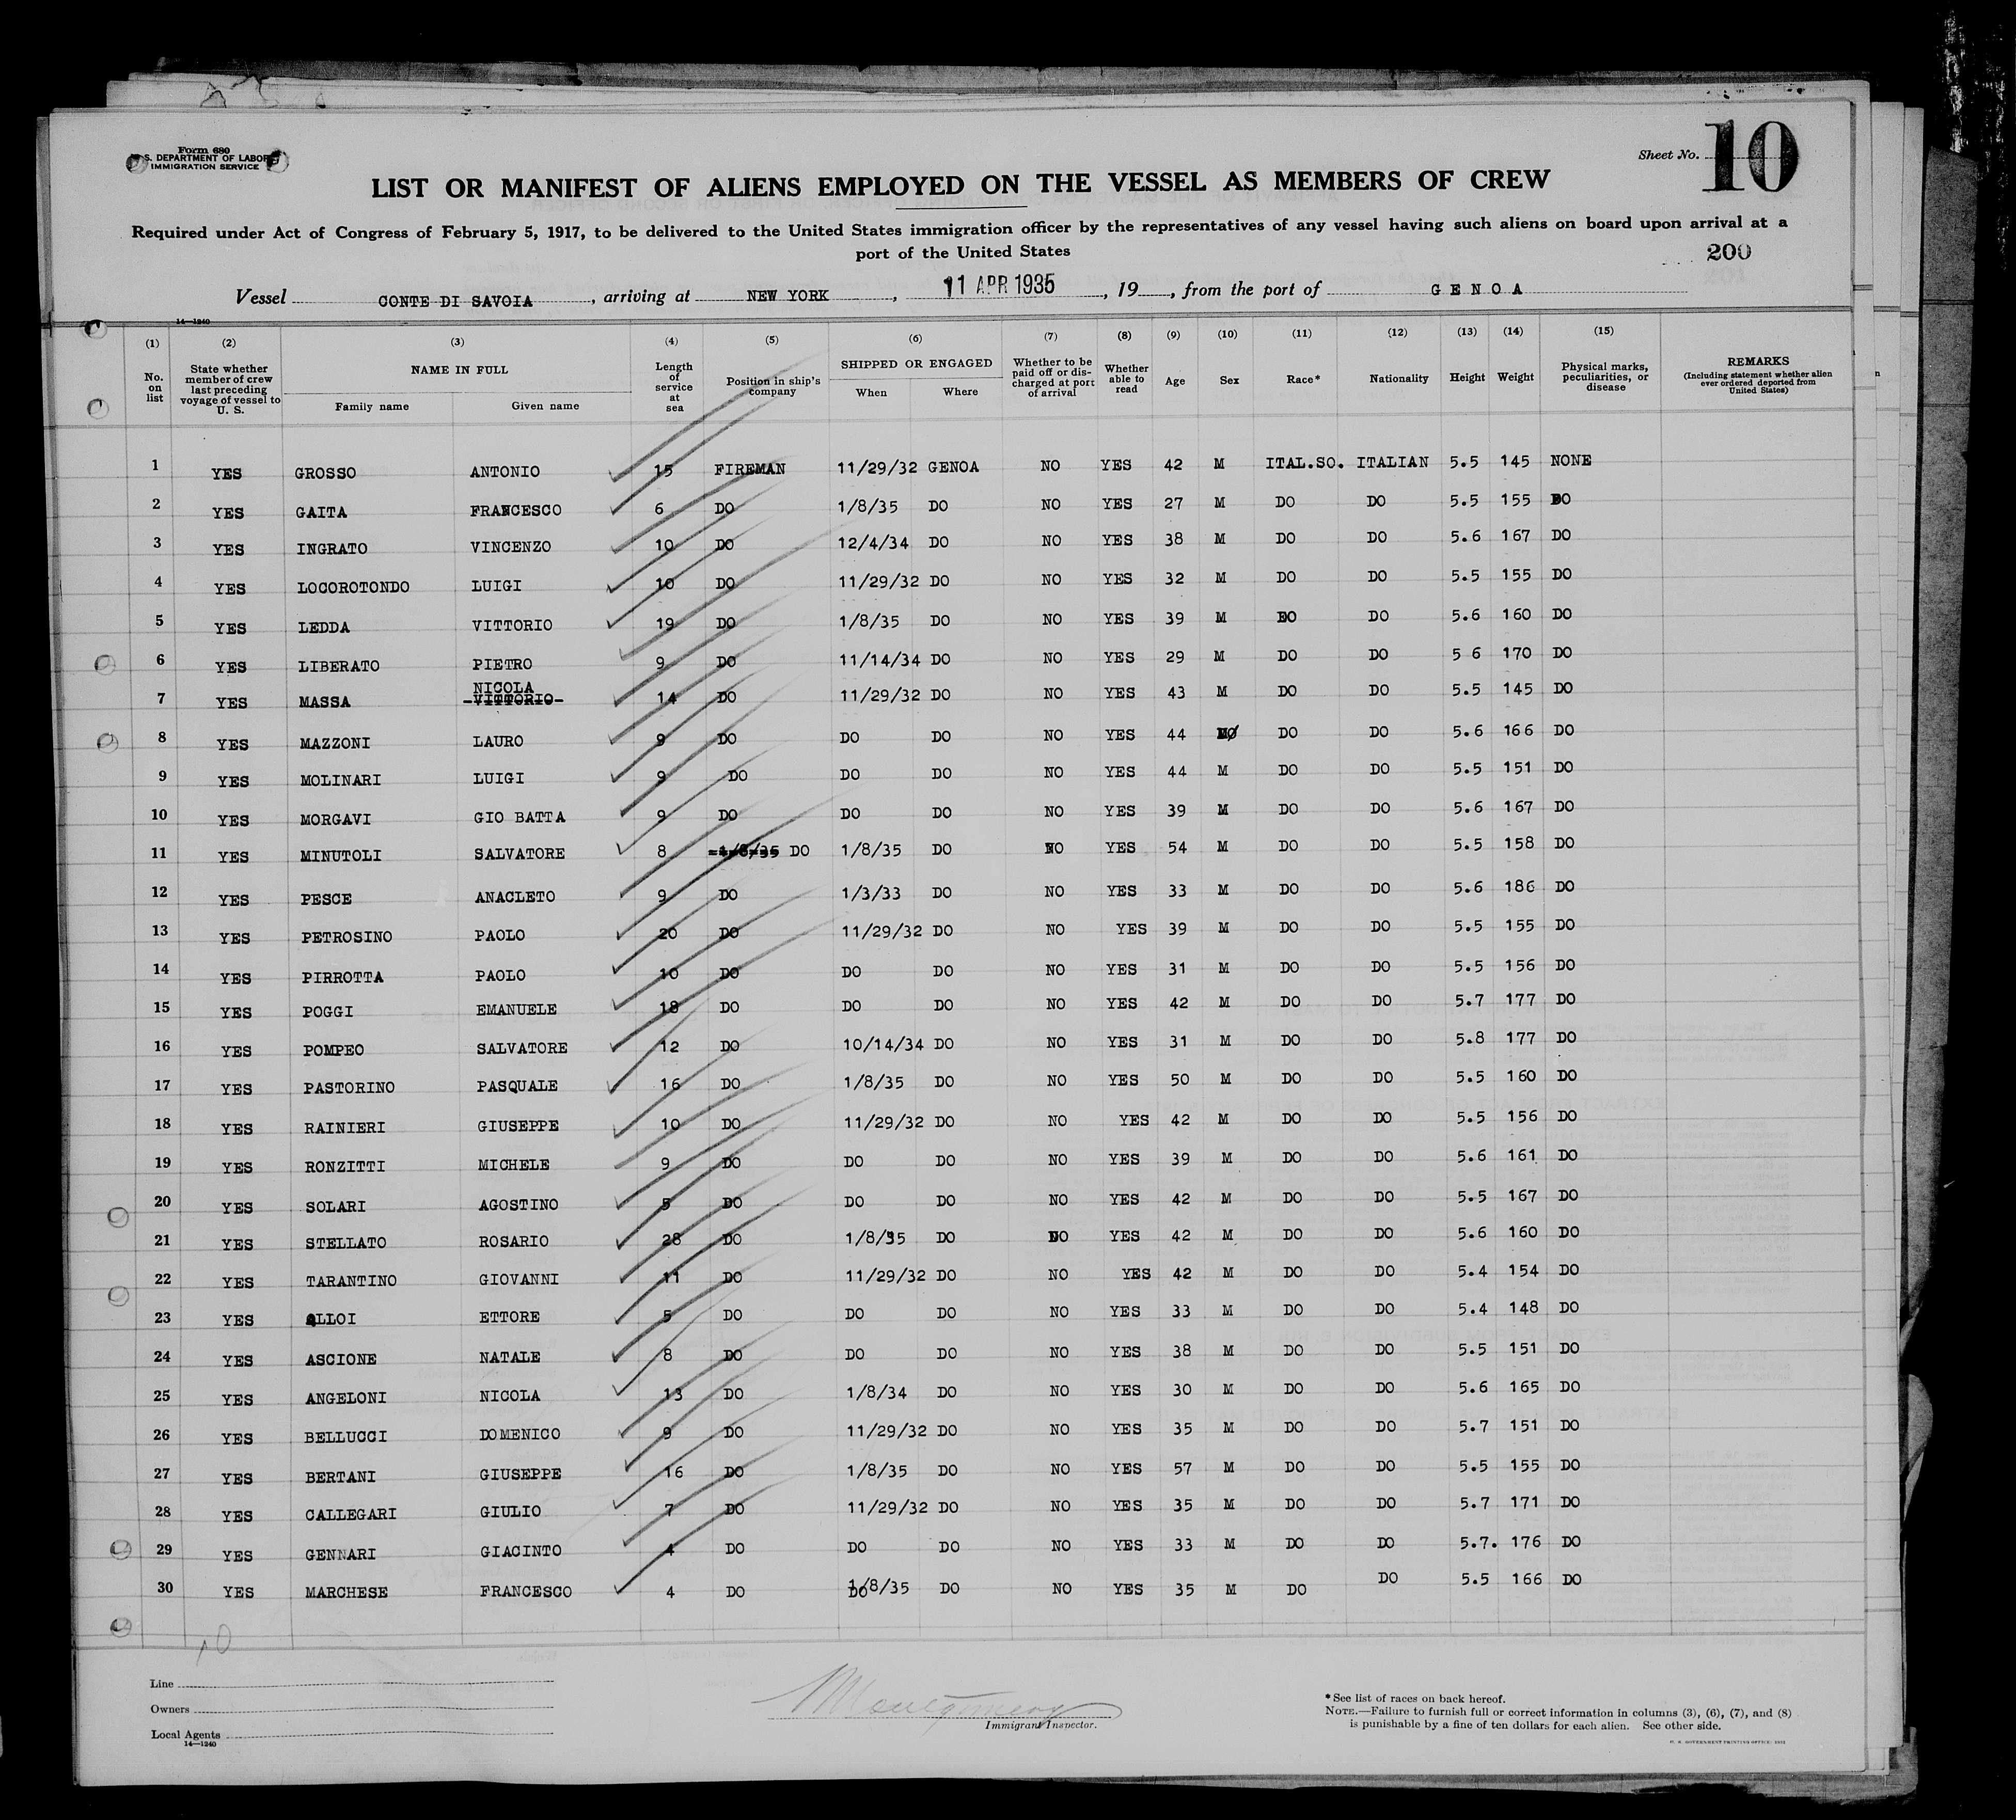 Form 680
U. S. DEPARTMENT OF LABOR
IMMIGRATION SERVICE
Sheet No. 10
LIST OR MANIFEST OF ALIENS EMPLOYED ON THE VESSEL AS MEMBERS OF CREW
Required under Act of Congress of February 5, 1917, to be delivered to the United States immigration officer by the representatives of any vessel having such aliens on board upon arrival at a
port of the United States
200
Vessel CONTE DI SAVOIA, arriving at NEW YORK, 11 APR 1935, 19, from the port of GENOA
14—1240
(1) (2) (3) (4) (5) (6) (7) (8) (9) (10) (11) (12) (13) (14) (15)
No. on list State whether member of crew last preceding voyage of vessel to U. S. NAME IN FULL Family name Given name Length of service at sea Position in ship's company SHIPPED OR ENGAGED When Where Whether to be paid off or discharged at port of arrival Whether able to read Age Sex Race* Nationality Height Weight Physical marks, peculiarities, or disease REMARKS (Including statement whether alien ever ordered deported from United States)
1 YES GROSSO ANTONIO 15 FIREMAN 11/29/32 GENOA NO YES 42 M ITAL.SO. ITALIAN 5.5 145 NONE
2 YES GAITA FRANCESCO 6 DO 1/8/35 DO NO YES 27 M DO DO 5.5 155 DO
3 YES INGRATO VINCENZO 10 DO 12/4/34 DO NO YES 38 M DO DO 5.6 167 DO
4 YES LOCOROTONDO LUIGI 10 DO 11/29/32 DO NO YES 32 M DO DO 5.5 155 DO
5 YES LEDDA VITTORIO 19 DO 1/8/35 DO NO YES 39 M DO DO 5.6 160 DO
6 YES LIBERATO PIETRO 9 DO 11/14/34 DO NO YES 29 M DO DO 5 6 170 DO
7 YES MASSA NICOLA VITTORIO 14 DO 11/29/32 DO NO YES 43 M DO DO 5.5 145 DO
8 YES MAZZONI LAURO 9 DO DO DO NO YES 44 M DO DO 5.6 166 DO
9 YES MOLINARI LUIGI 9 DO DO DO NO YES 44 M DO DO 5.5 151 DO
10 YES MORGAVI GIO BATTA 9 DO DO DO NO YES 39 M DO DO 5.6 167 DO
11 YES MINUTOLI SALVATORE 8 1/8/35 DO 1/8/35 DO NO YES 54 M DO DO 5.5 158 DO
12 YES PESCE ANACLETO 9 DO 1/3/33 DO NO YES 33 M DO DO 5.6 186 DO
13 YES PETROSINO PAOLO 20 DO 11/29/32 DO NO YES 39 M DO DO 5.5 155 DO
14 YES PIRROTTA PAOLO 10 DO DO DO NO YES 31 M DO DO 5.5 156 DO
15 YES POGGI EMANUELE 18 DO DO DO NO YES 42 M DO DO 5.7 177 DO
16 YES POMPEO SALVATORE 12 DO 10/14/34 DO NO YES 31 M DO DO 5.8 177 DO
17 YES PASTORINO PASQUALE 16 DO 1/8/35 DO NO YES 50 M DO DO 5.5 160 DO
18 YES RAINIERI GIUSEPPE 10 DO 11/29/32 DO NO YES 42 M DO DO 5.5 156 DO
19 YES RONZITTI MICHELE 9 DO DO DO NO YES 39 M DO DO 5.6 161 DO
20 YES SOLARI AGOSTINO 5 DO DO DO NO YES 42 M DO DO 5.5 167 DO
21 YES STELLATO ROSARIO 28 DO 1/8/35 DO NO YES 42 M DO DO 5.6 160 DO
22 YES TARANTINO GIOVANNI 11 DO 11/29/32 DO NO YES 42 M DO DO 5.4 154 DO
23 YES ALLOI ETTORE 5 DO DO DO NO YES 33 M DO DO 5.4 148 DO
24 YES ASCIONE NATALE 8 DO DO DO NO YES 38 M DO DO 5.5 151 DO
25 YES ANGELONI NICOLA 13 DO 1/8/34 DO NO YES 30 M DO DO 5.6 165 DO
26 YES BELLUCCI DOMENICO 9 DO 11/29/32 DO NO YES 35 M DO DO 5.7 151 DO
27 YES BERTANI GIUSEPPE 16 DO 1/8/35 DO NO YES 57 M DO DO 5.5 155 DO
28 YES CALLEGARI GIULIO 7 DO 11/29/32 DO NO YES 35 M DO DO 5.7 171 DO
29 YES GENNARI GIACINTO 4 DO DO DO NO YES 33 M DO DO 5.7. 176 DO
30 YES MARCHESE FRANCESCO 4 DO 1/8/35 DO NO YES 35 M DO DO 5.5 166 DO
10
Line
Owners
Local Agents
14—1240
Montgomery
Immigrant Inspector.
* See list of races on back hereof.
NOTE.—Failure to furnish full or correct information in columns (3), (6), (7), and (8)
is punishable by a fine of ten dollars for each alien. See other side.